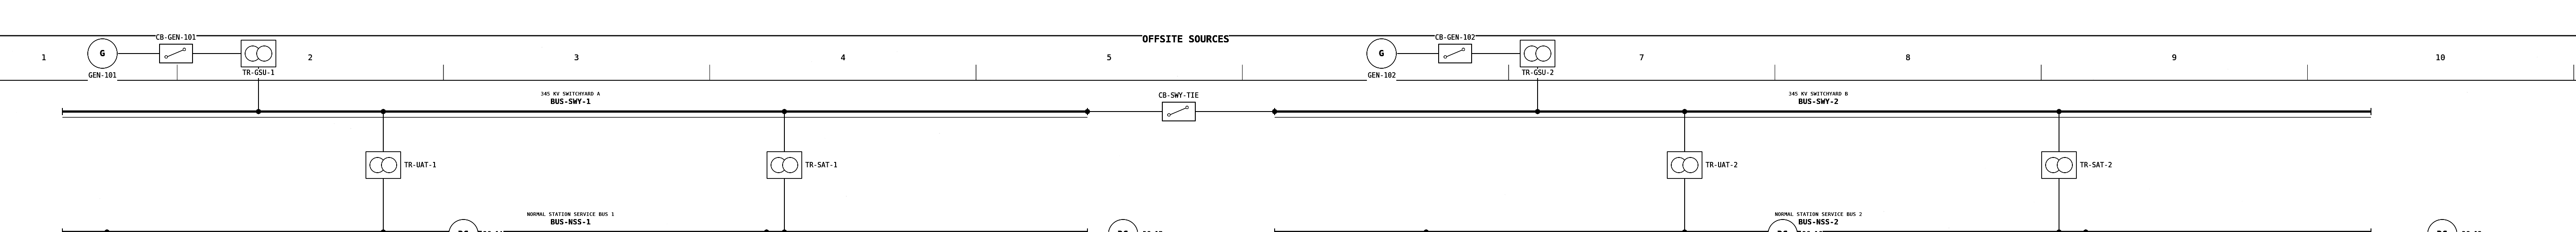 CB-GEN-101
OFFSITE SOURCES
CB-GEN-102
G
G
1
2
3
4
5
7
8
9
10
GEN-101
TR-GSU-1
GEN-102
TR-GSU-2
345 KV SWITCHYARD A
BUS-SWY-1
CB-SWY-TIE
345 KV SWITCHYARD B
BUS-SWY-2
TR-UAT-1
TR-SAT-1
TR-UAT-2
TR-SAT-2
NORMAL STATION SERVICE BUS 1
BUS-NSS-1
NORMAL STATION SERVICE BUS 2
BUS-NSS-2